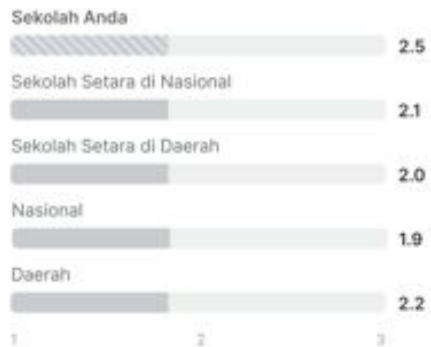 Sekolah Anda
2.5
Sekolah Setara di Nasional
2.1
Sekolah Setara di Daerah
2.0
Nasional
1.9
Daerah
2.2
1 2 3